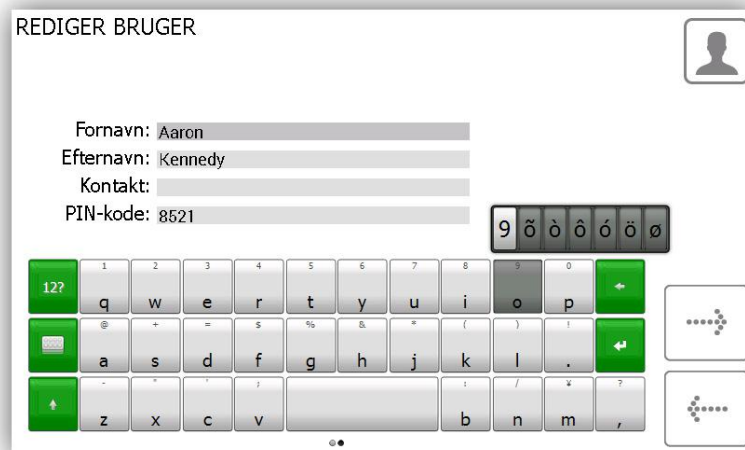 REDIGER BRUGER
Fornavn: Aaron
Efternavn: Kennedy
Kontakt:
PIN-kode: 8521
9 õ ò ô ó ö ø
1 2 3 4 5 6 7 8 9 0
12? q w e r t y u i o p
@ + = $ % & * ( ) !
a s d f g h j k l .
- " ' ; : / ¥ ?
z x c v b n m ,